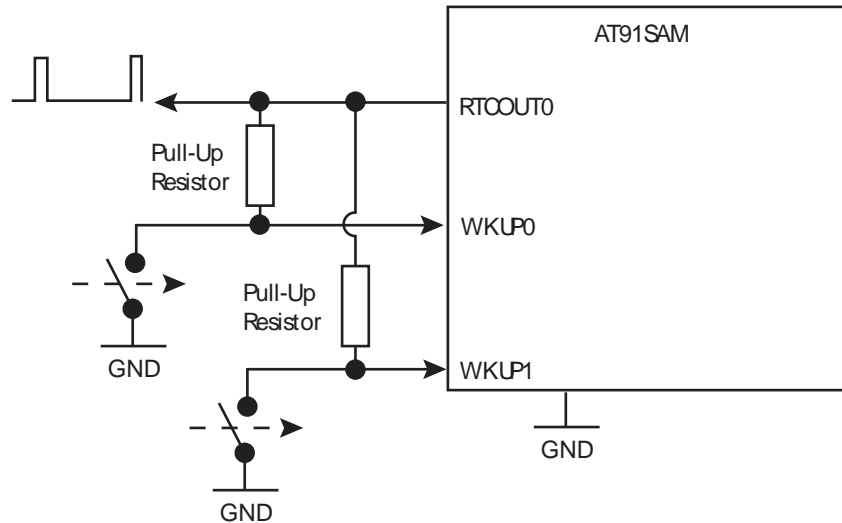 AT91SAM
RTCOUT0
Pull-Up
Resistor
WKUP0
Pull-Up
Resistor
GND
WKUP1
GND
GND